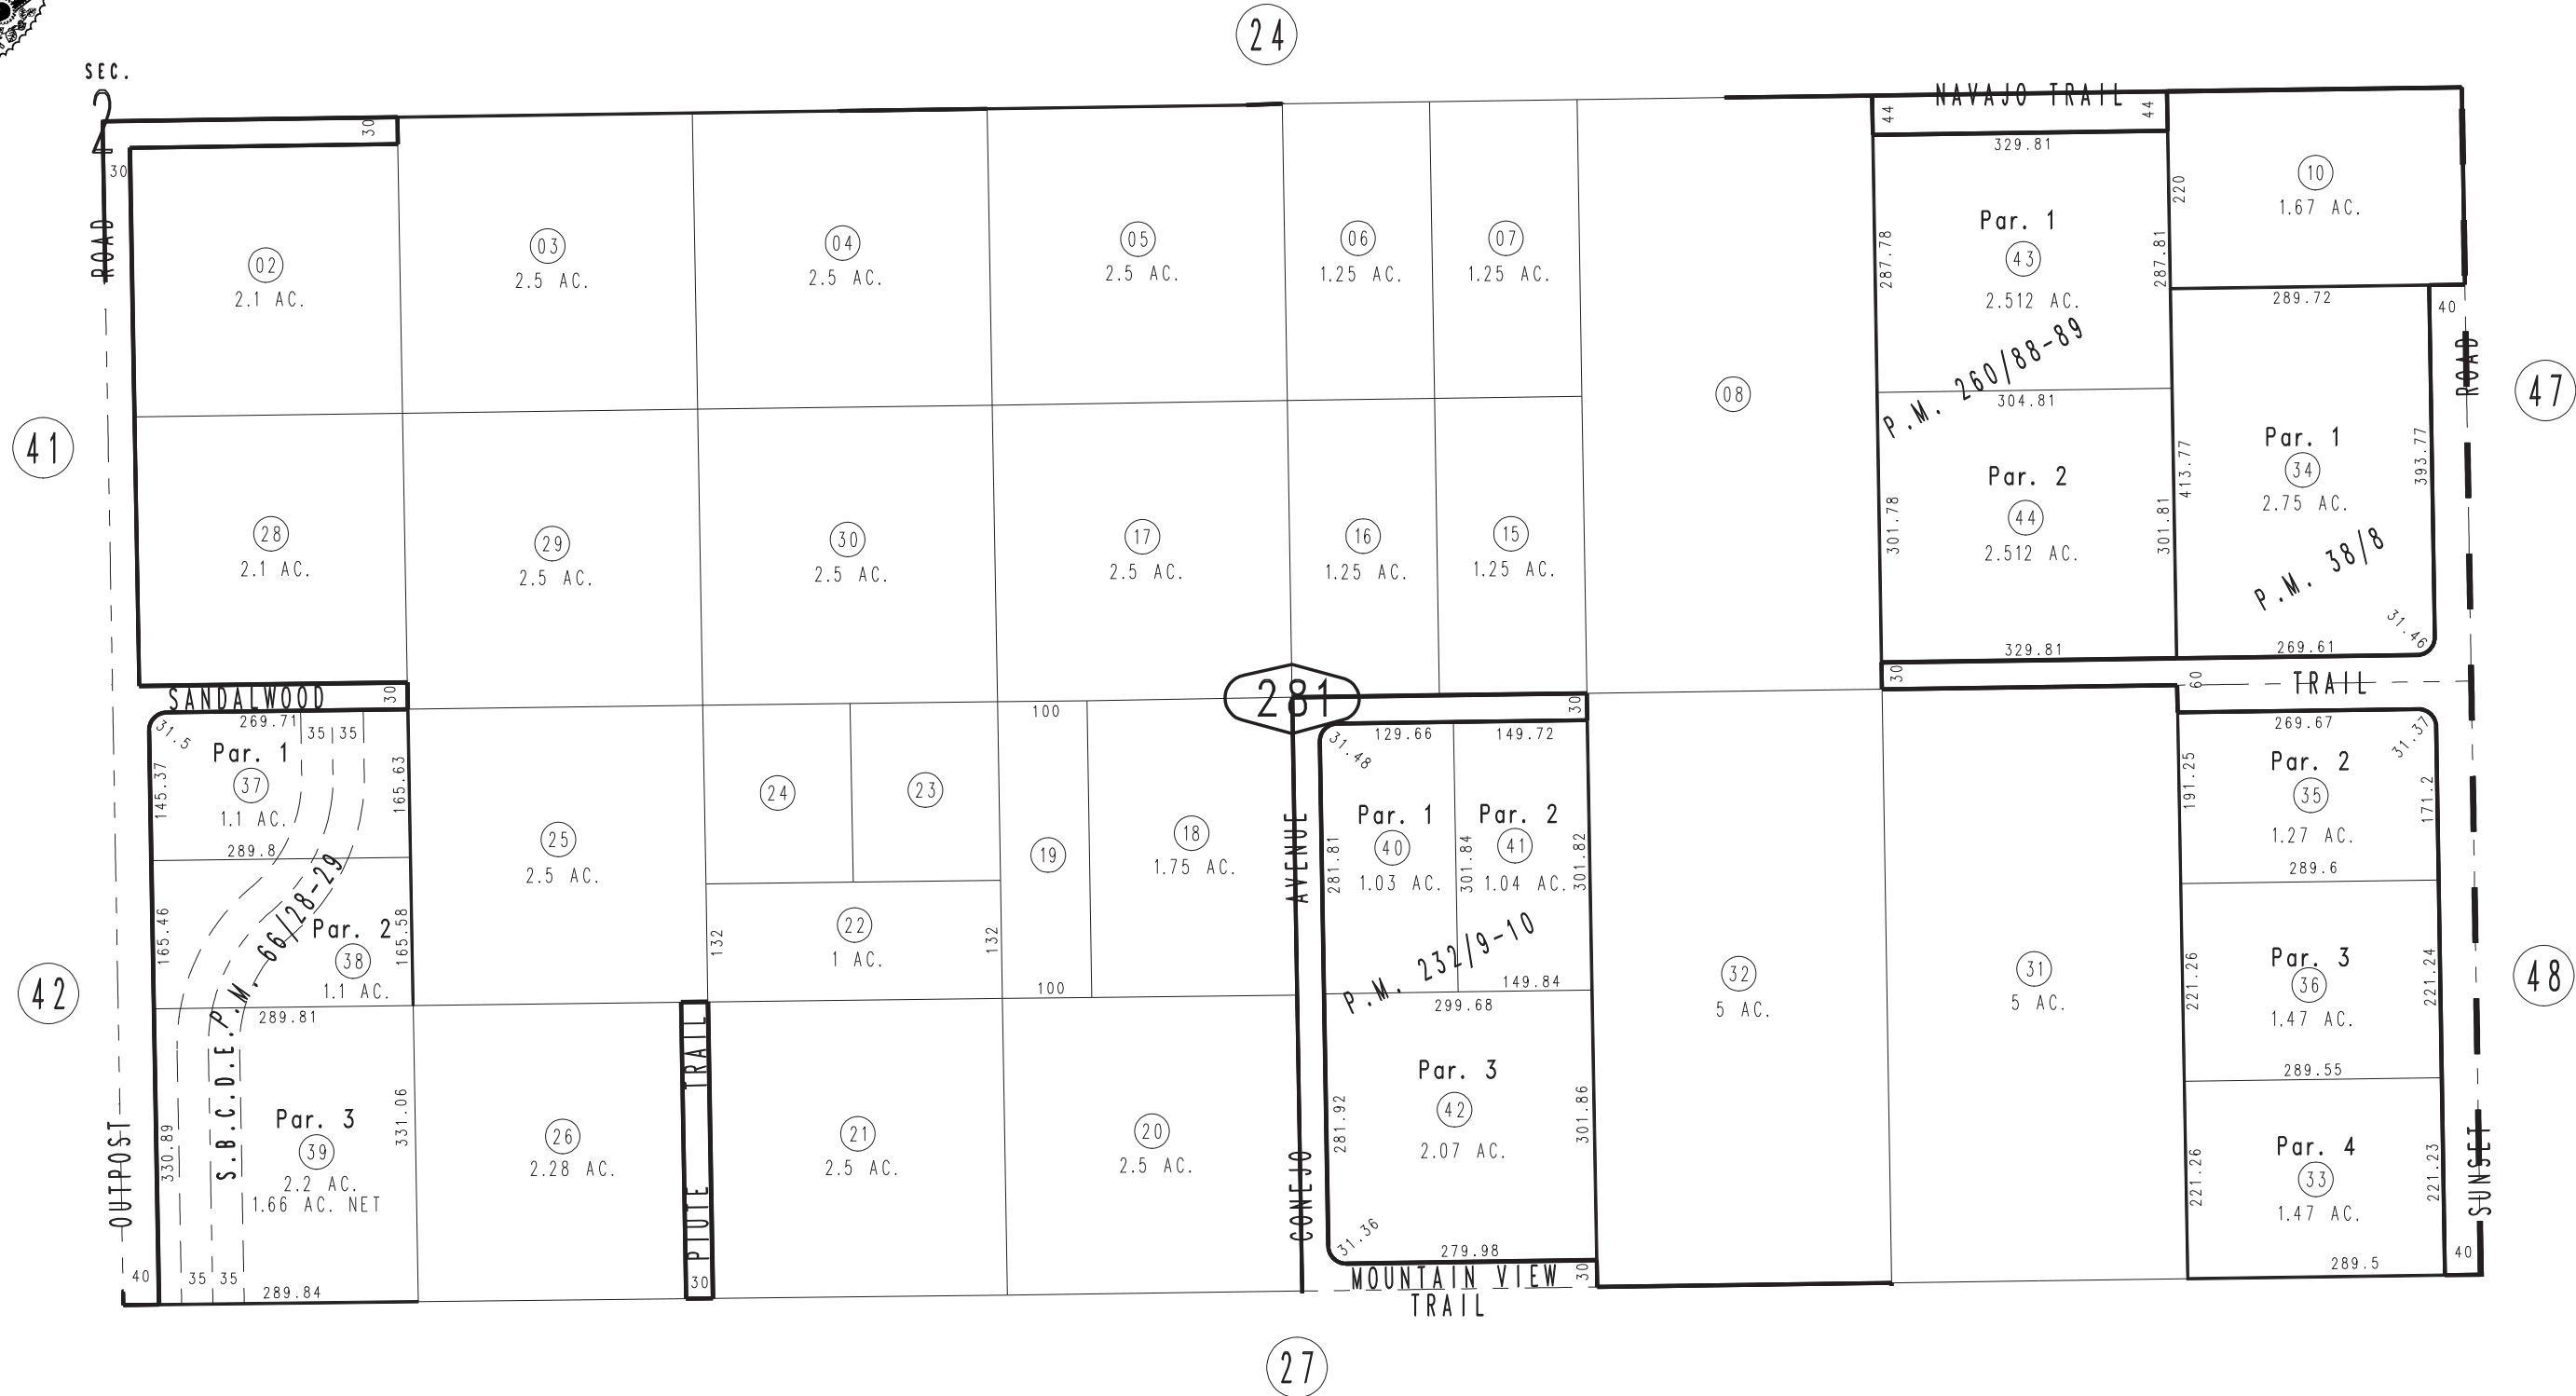 24
SEC.
2
NAVAJO TRAIL
30
44
44
329.81
30
ROAD
02
2.1 AC.
03
2.5 AC.
04
2.5 AC.
05
2.5 AC.
06
1.25 AC.
07
1.25 AC.
08
287.78
Par. 1
43
2.512 AC.
287.81
220
10
1.67 AC.
289.72
40
ROAD
P.M. 260/88-89
304.81
41
47
28
2.1 AC.
29
2.5 AC.
30
2.5 AC.
17
2.5 AC.
16
1.25 AC.
15
1.25 AC.
301.78
Par. 2
44
2.512 AC.
301.81
413.77
Par. 1
34
2.75 AC.
393.77
P.M. 38/8
31.46
329.81
269.61
SANDALWOOD
30
281
30
30
60
TRAIL
269.71
31.5
35
35
Par. 1
37
1.1 AC.
145.37
165.63
289.8
P.M. 66/28-29
25
2.5 AC.
24
23
100
19
18
1.75 AC.
AVENUE
31.48
129.66
149.72
Par. 1
40
1.03 AC.
281.81
301.84
Par. 2
41
1.04 AC.
301.82
269.67
31.37
191.25
Par. 2
35
1.27 AC.
171.2
289.6
42
165.46
Par. 2
38
1.1 AC.
165.58
289.81
132
22
1 AC.
132
100
P.M. 232/9-10
149.84
299.68
32
5 AC.
31
5 AC.
221.26
Par. 3
36
1.47 AC.
221.24
289.55
48
OUTPOST
330.89
S.B.C.D.E.
Par. 3
39
2.2 AC.
1.66 AC. NET
331.06
26
2.28 AC.
PIUTE TRAIL
21
2.5 AC.
20
2.5 AC.
CONEJO
281.92
Par. 3
42
2.07 AC.
301.86
221.26
Par. 4
33
1.47 AC.
221.23
SUNSET
40
35
35
289.84
30
31.36
279.98
30
289.5
40
MOUNTAIN VIEW
TRAIL
27